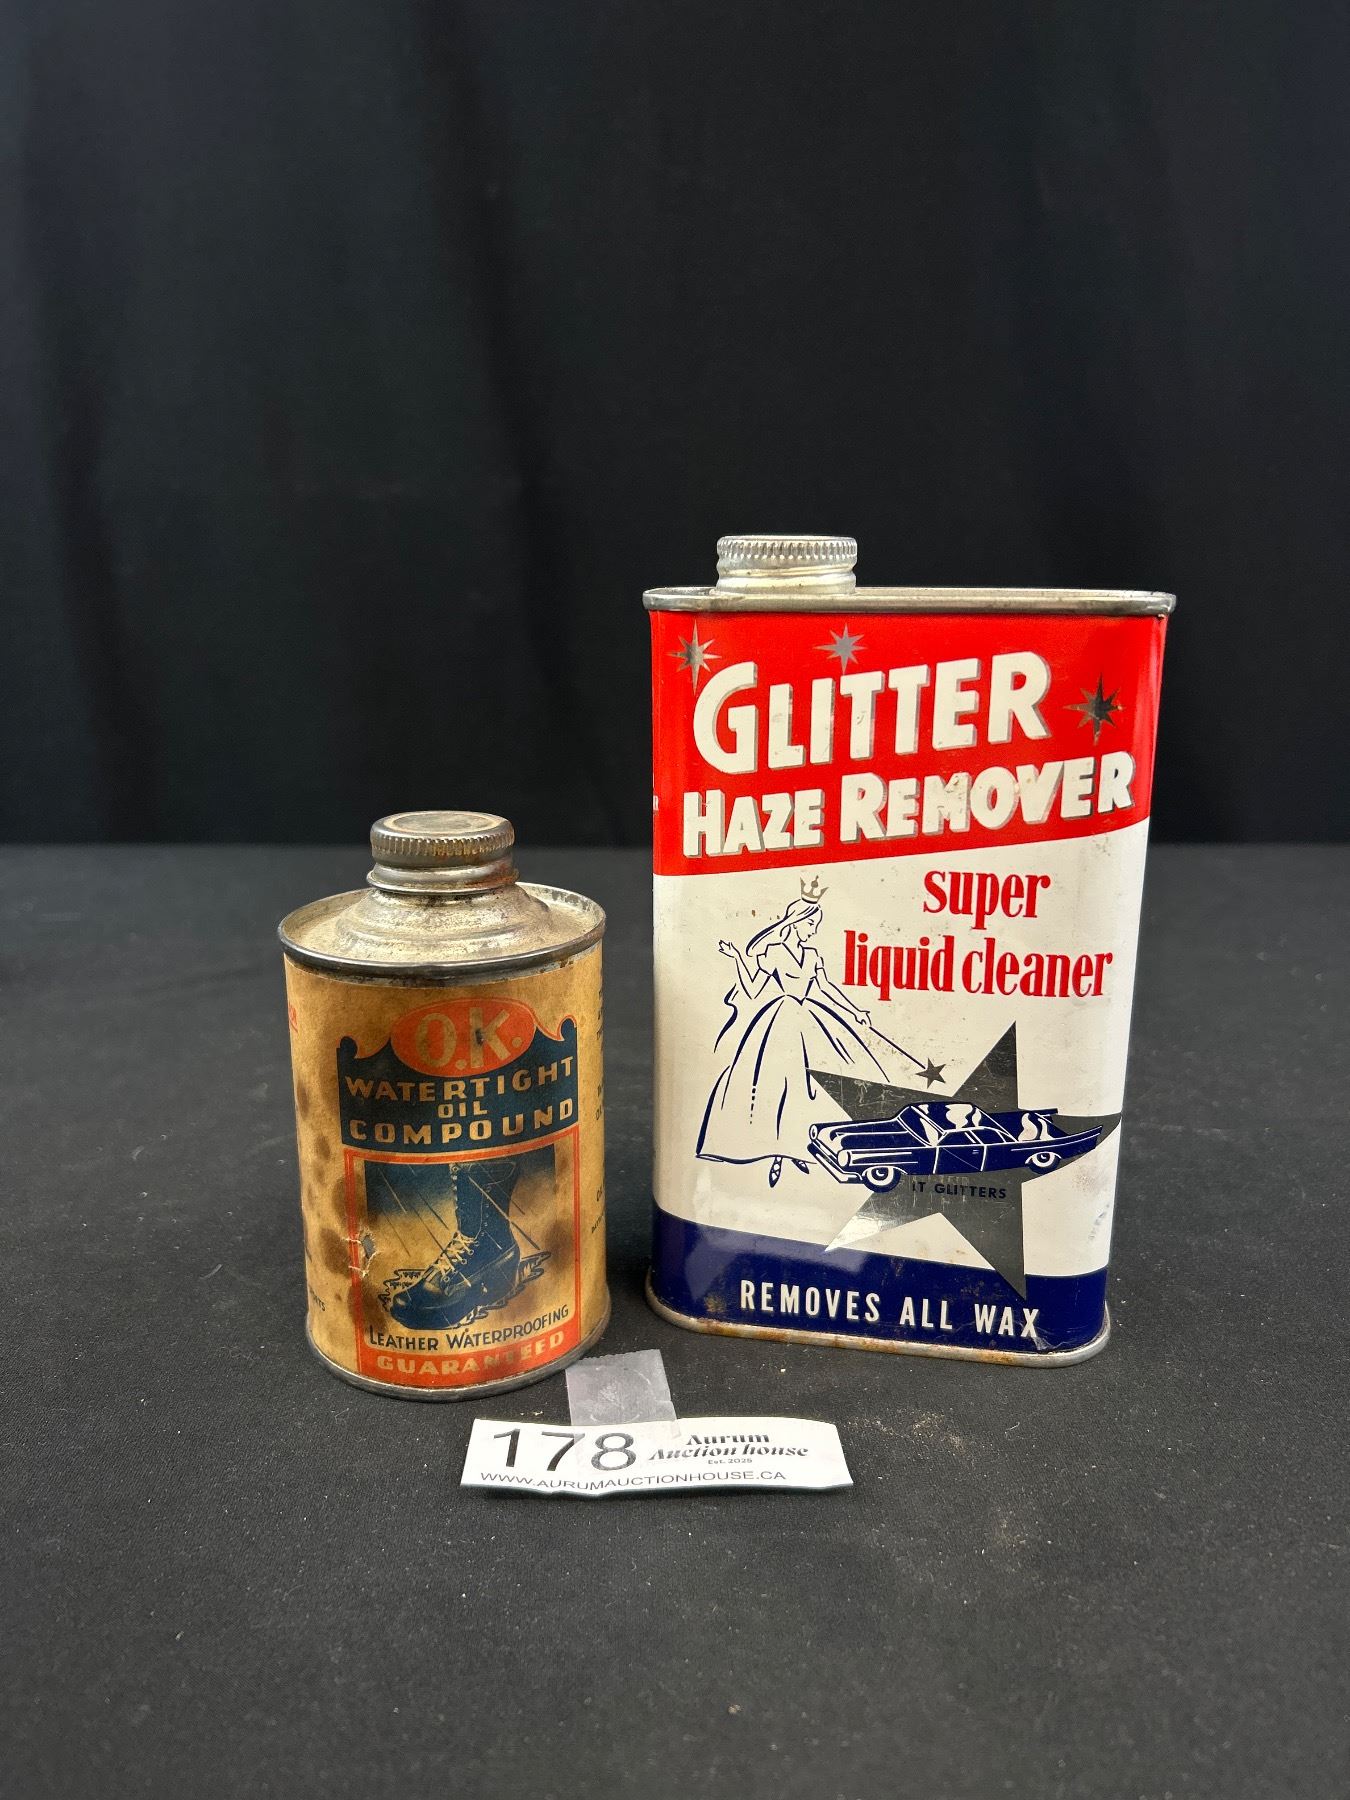 O.K.
WATERTIGHT
OIL
COMPOUND
LEATHER WATERPROOFING
GUARANTEED
GLITTER
HAZE REMOVER
super
liquid cleaner
IT GLITTERS
REMOVES ALL WAX
178
Aurum
Auction house
Est. 2025
WWW.AURUMAUCTIONHOUSE.CA